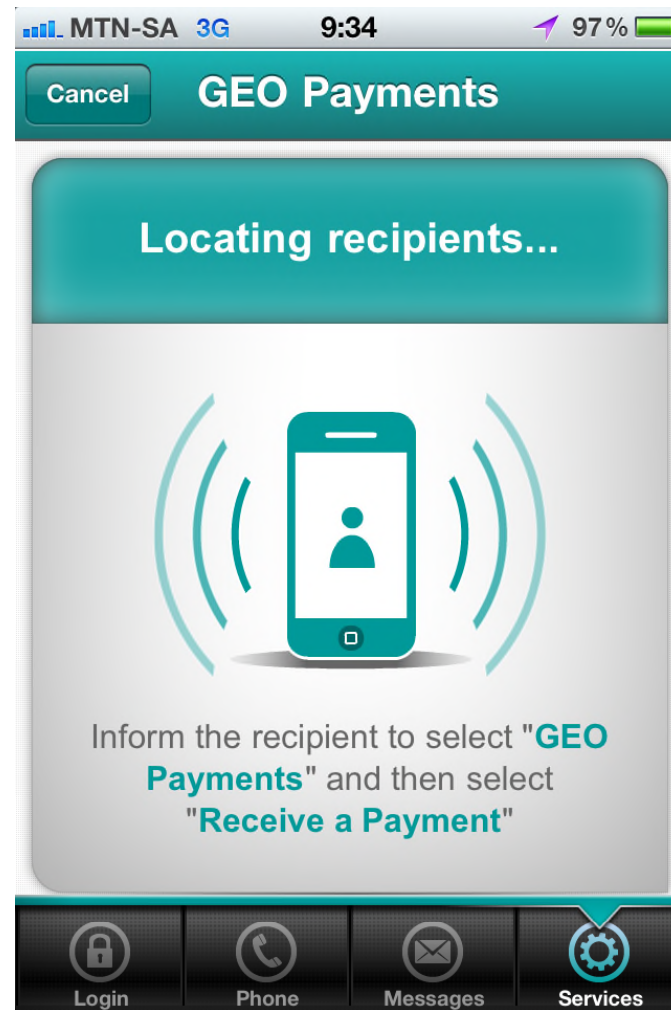 MTN-SA 3G 9:34 97%
Cancel GEO Payments
Locating recipients...
Inform the recipient to select "GEO
Payments" and then select
"Receive a Payment"
Login Phone Messages Services